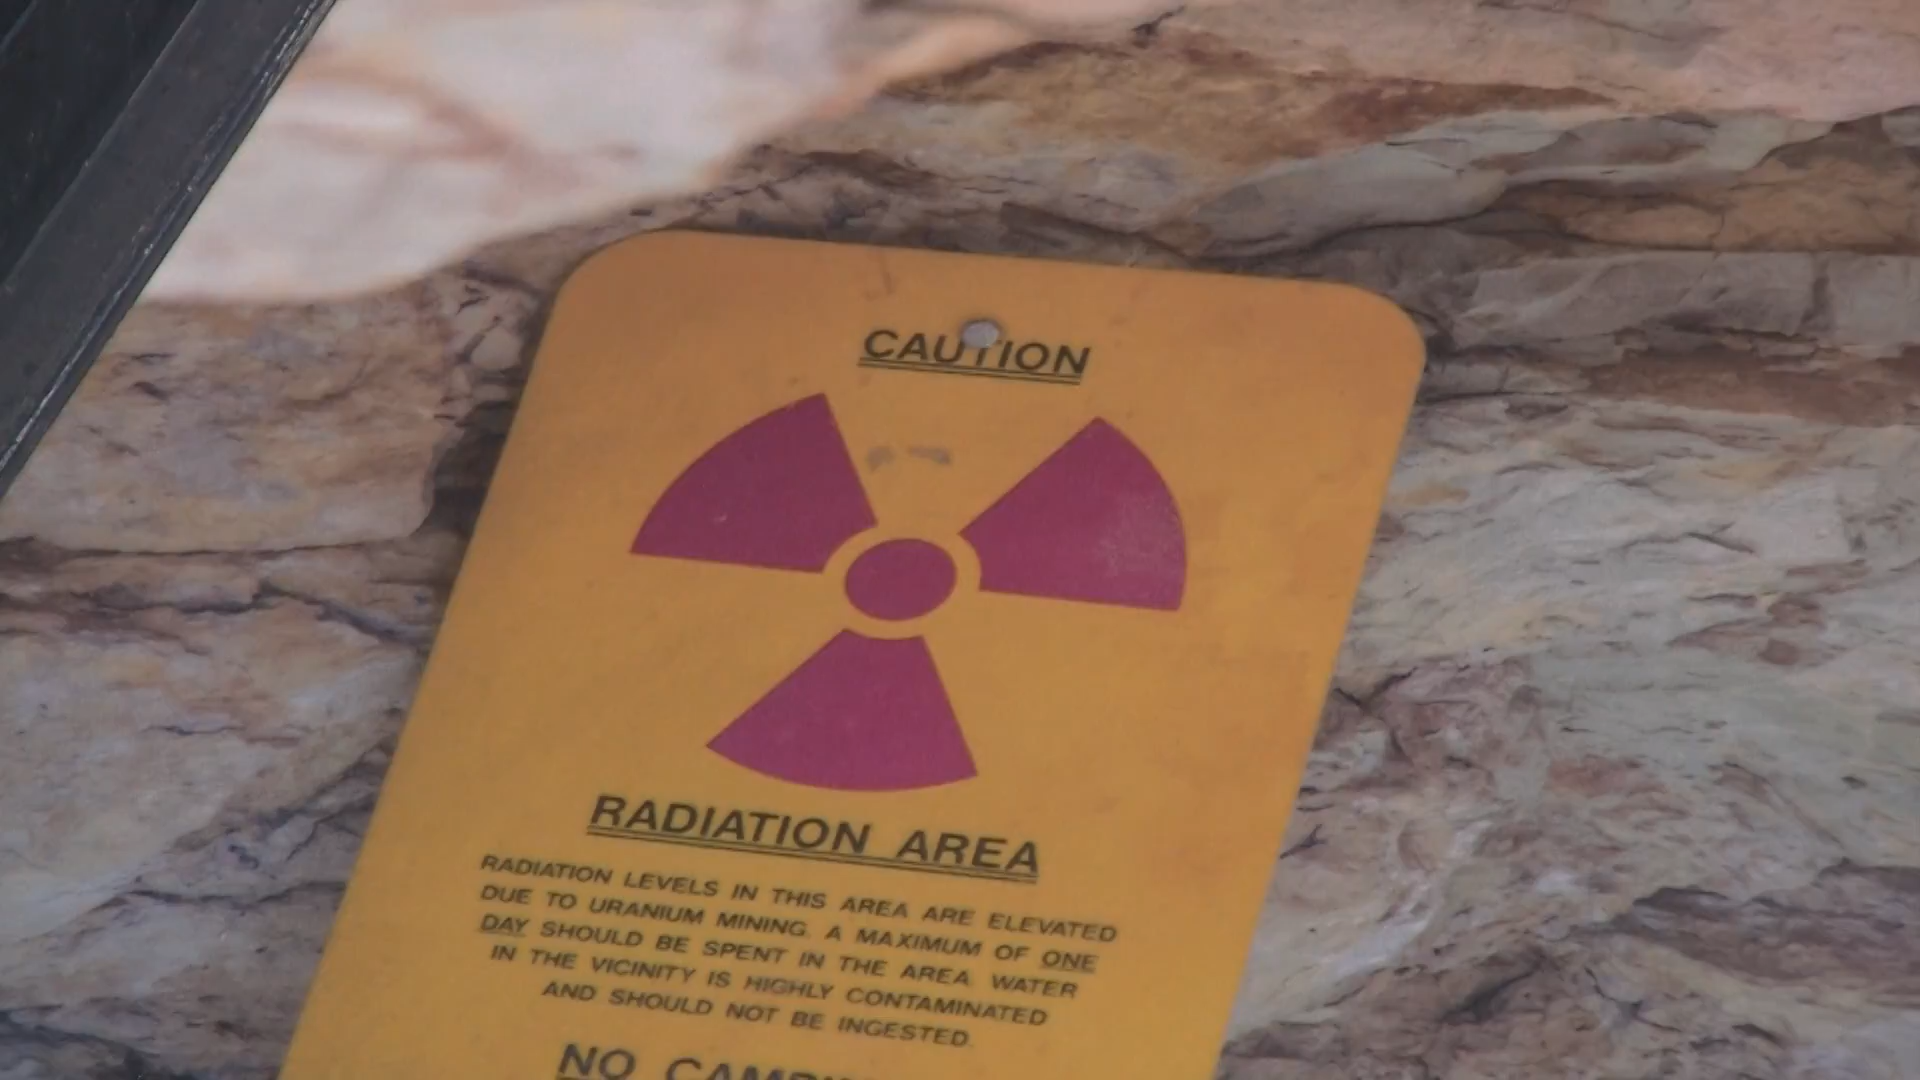 CAUTION
RADIATION AREA
RADIATION LEVELS IN THIS AREA ARE ELEVATED
DUE TO URANIUM MINING. A MAXIMUM OF ONE
DAY SHOULD BE SPENT IN THE AREA. WATER
IN THE VICINITY IS HIGHLY CONTAMINATED
AND SHOULD NOT BE INGESTED.
NO